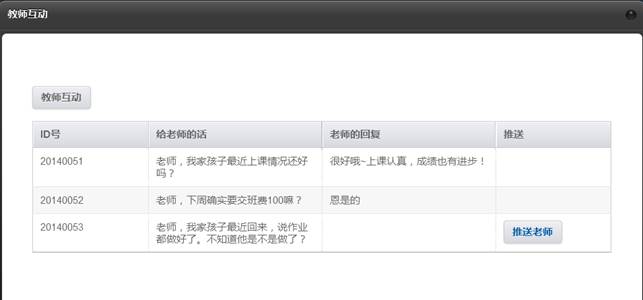 教师互动
教师互动
ID号 给老师的话 老师的回复 推送
20140051 老师，我家孩子最近上课情况还好 很好哦~上课认真，成绩也有进步！
吗？
20140052 老师，下周确实要交班费100嘛？ 恩是的
20140053 老师，我家孩子最近回来，说作业 推送老师
都做好了。不知道他是不是做了？